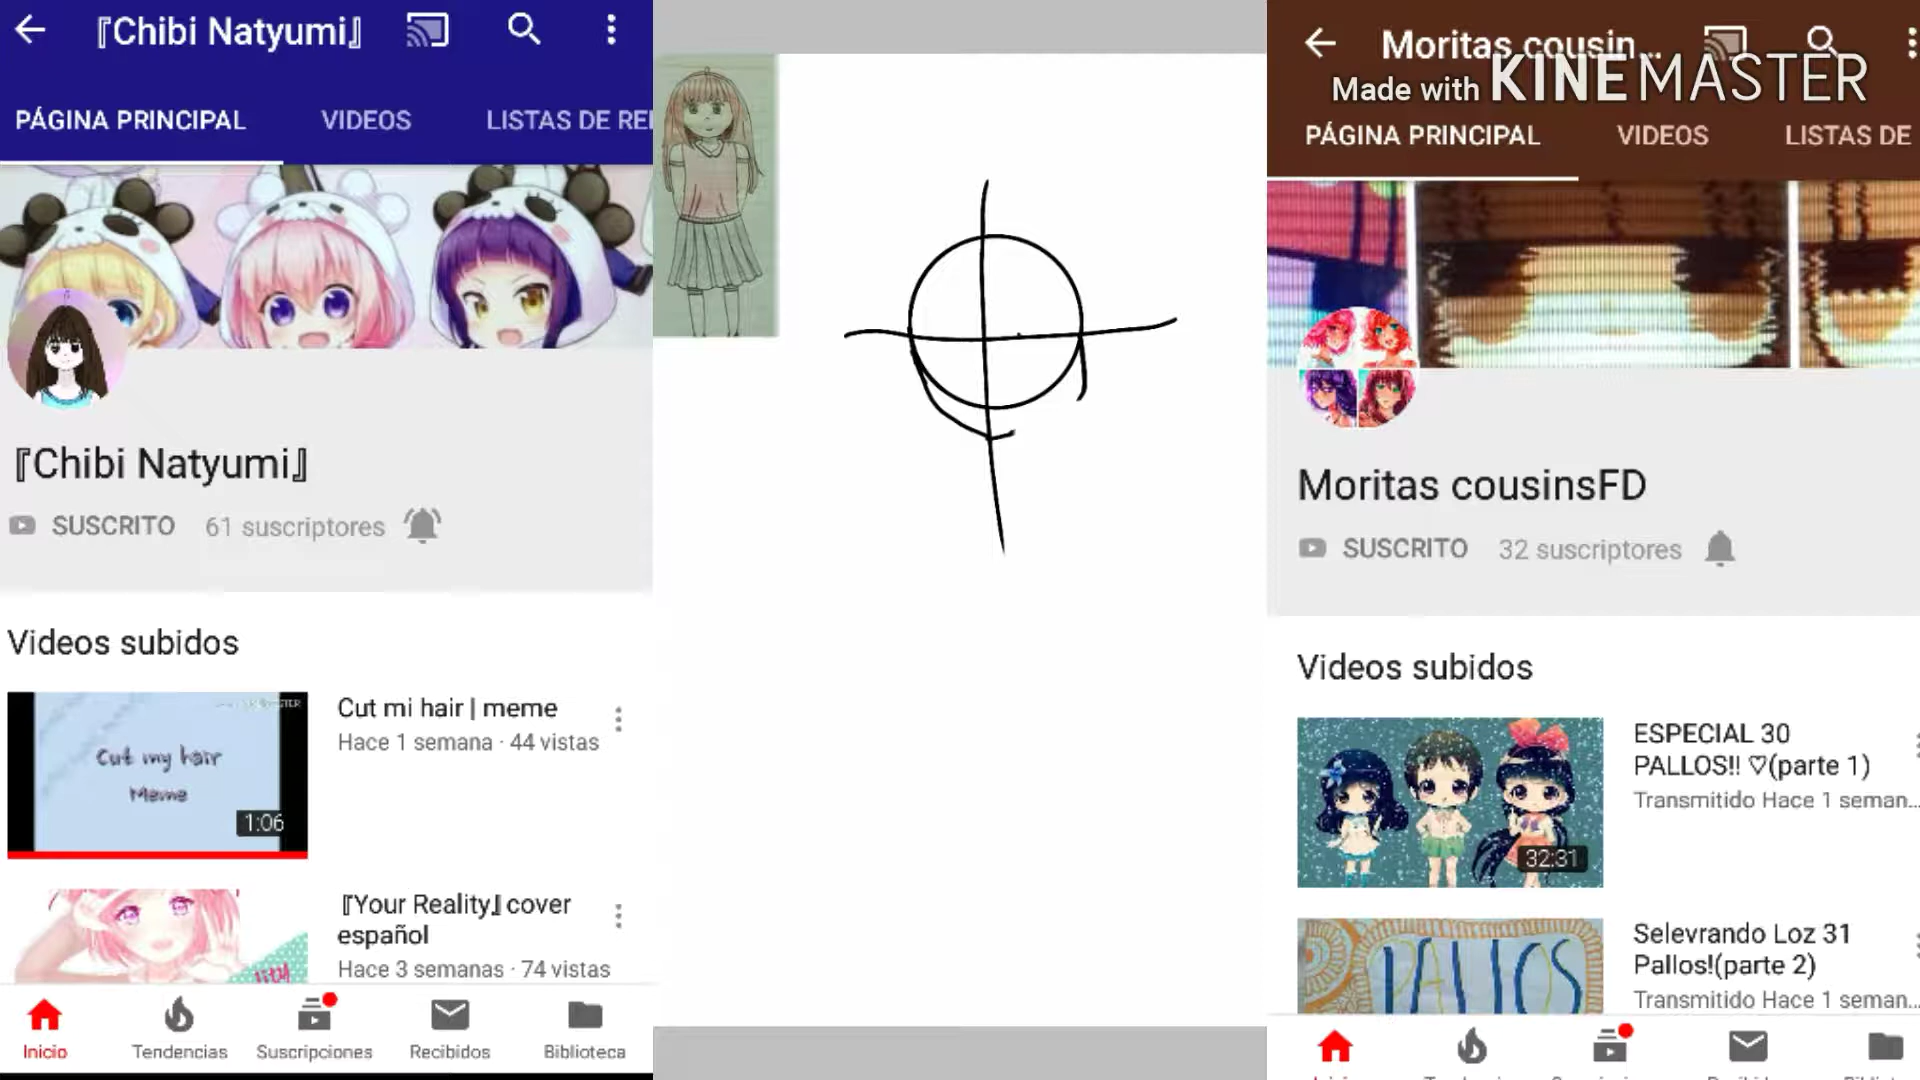 『Chibi Natyumi』
PÁGINA PRINCIPAL VIDEOS LISTAS DE RE
『Chibi Natyumi』
SUSCRITO 61 suscriptores
Videos subidos
Cut my hair
Meme
1:06
Cut mi hair | meme
Hace 1 semana · 44 vistas
『Your Reality』 cover
español
Hace 3 semanas · 74 vistas
lity
Inicio Tendencias Suscripciones Recibidos Biblioteca
Moritas cousin...
Made with KINEMASTER
PÁGINA PRINCIPAL VIDEOS LISTAS DE
Moritas cousinsFD
SUSCRITO 32 suscriptores
Videos subidos
32:31
ESPECIAL 30
PALLOS!! ♡(parte 1)
Transmitido Hace 1 seman...
PALLOS
Selevrando Loz 31
Pallos!(parte 2)
Transmitido Hace 1 seman...